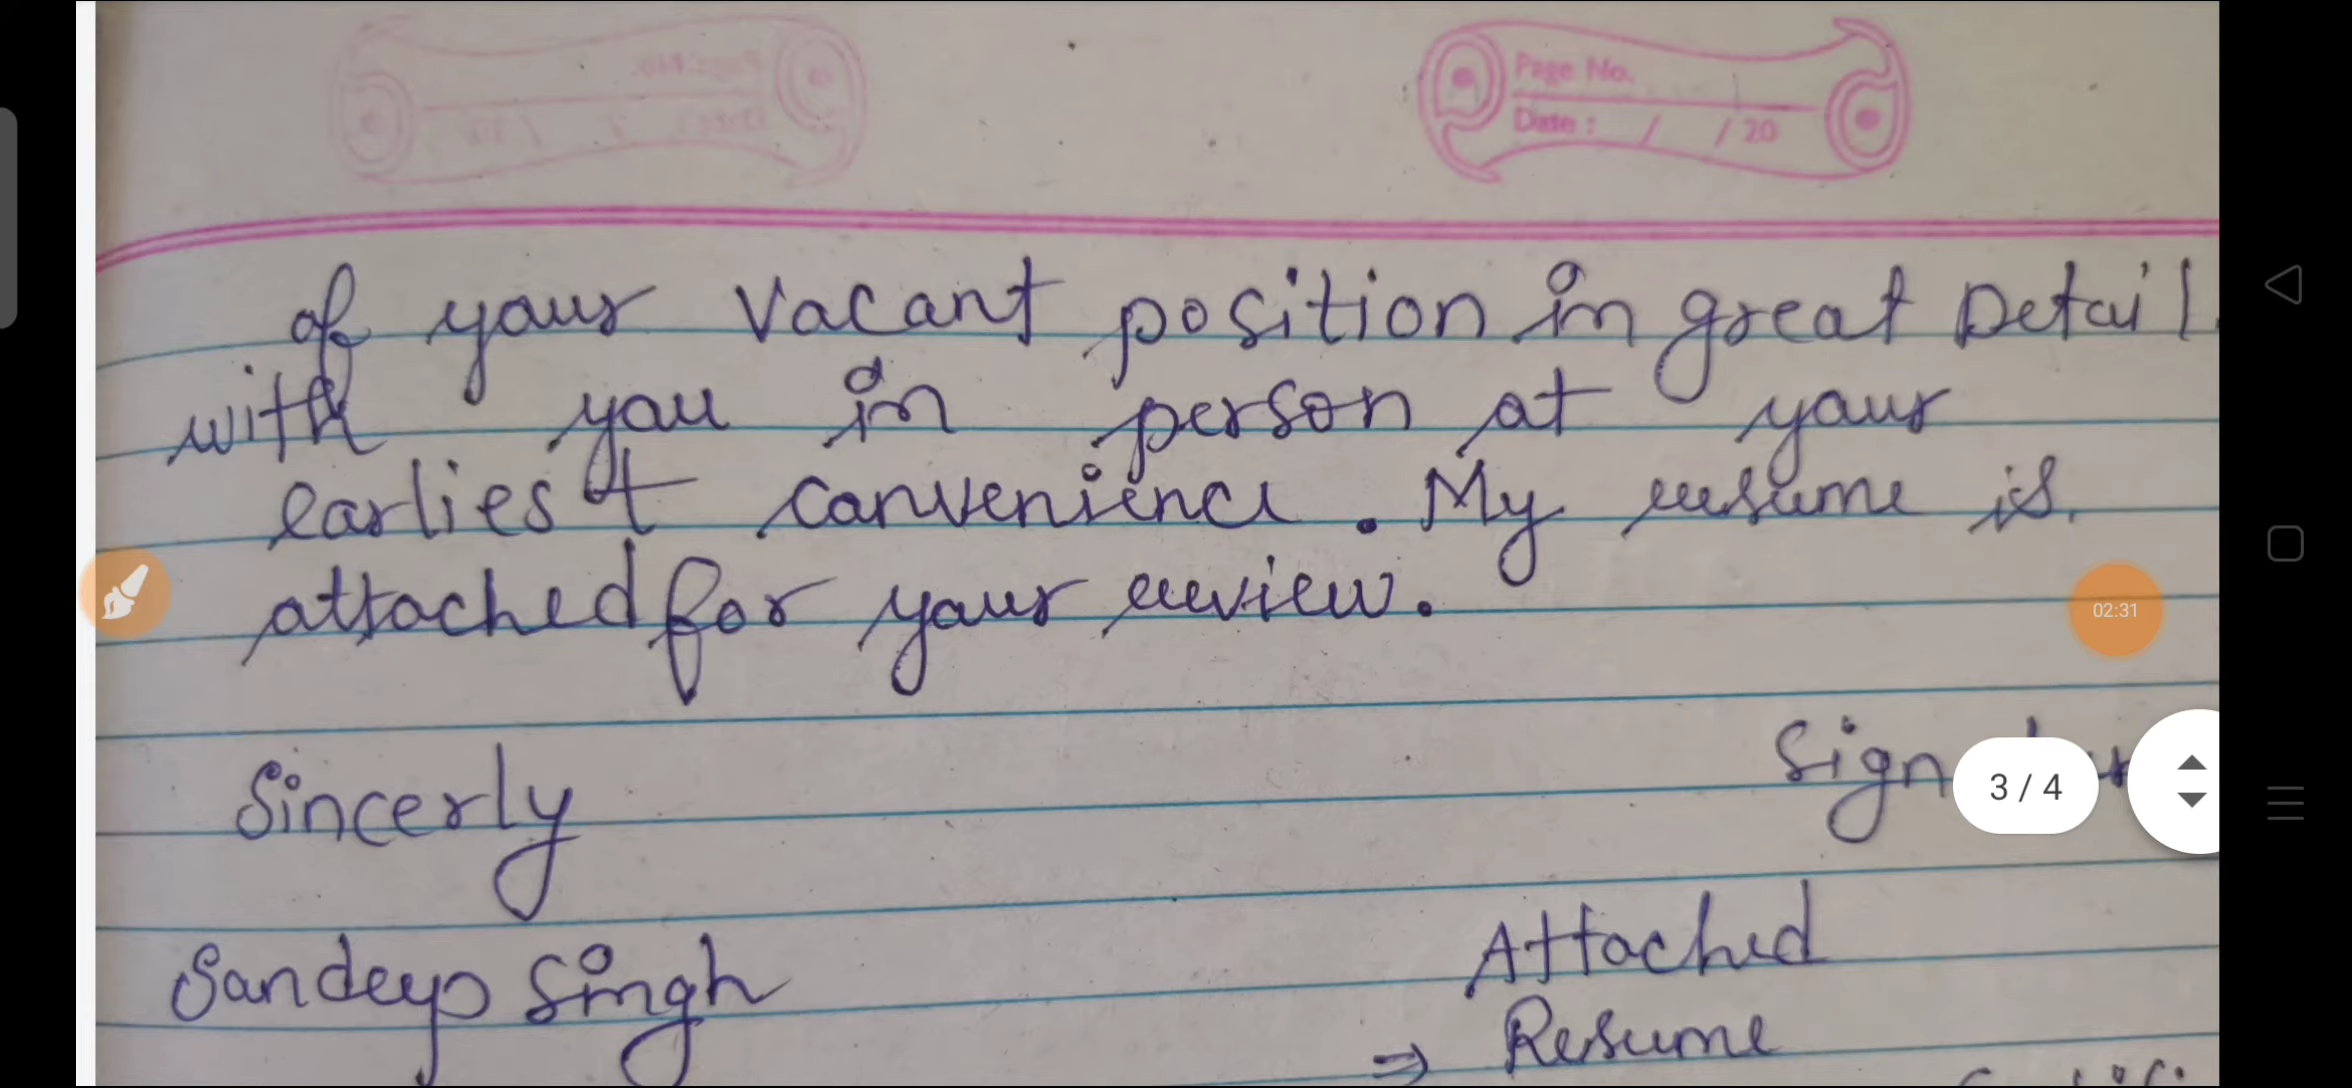 Page No.
Date : / / 20
of your vacant position in great Detail
with you in person at your
earliest convenience. My resume is.
attached for your review.
02:31
Sincerly
Sign
3 / 4
Sandeep Singh
Attached
⇒ Resume